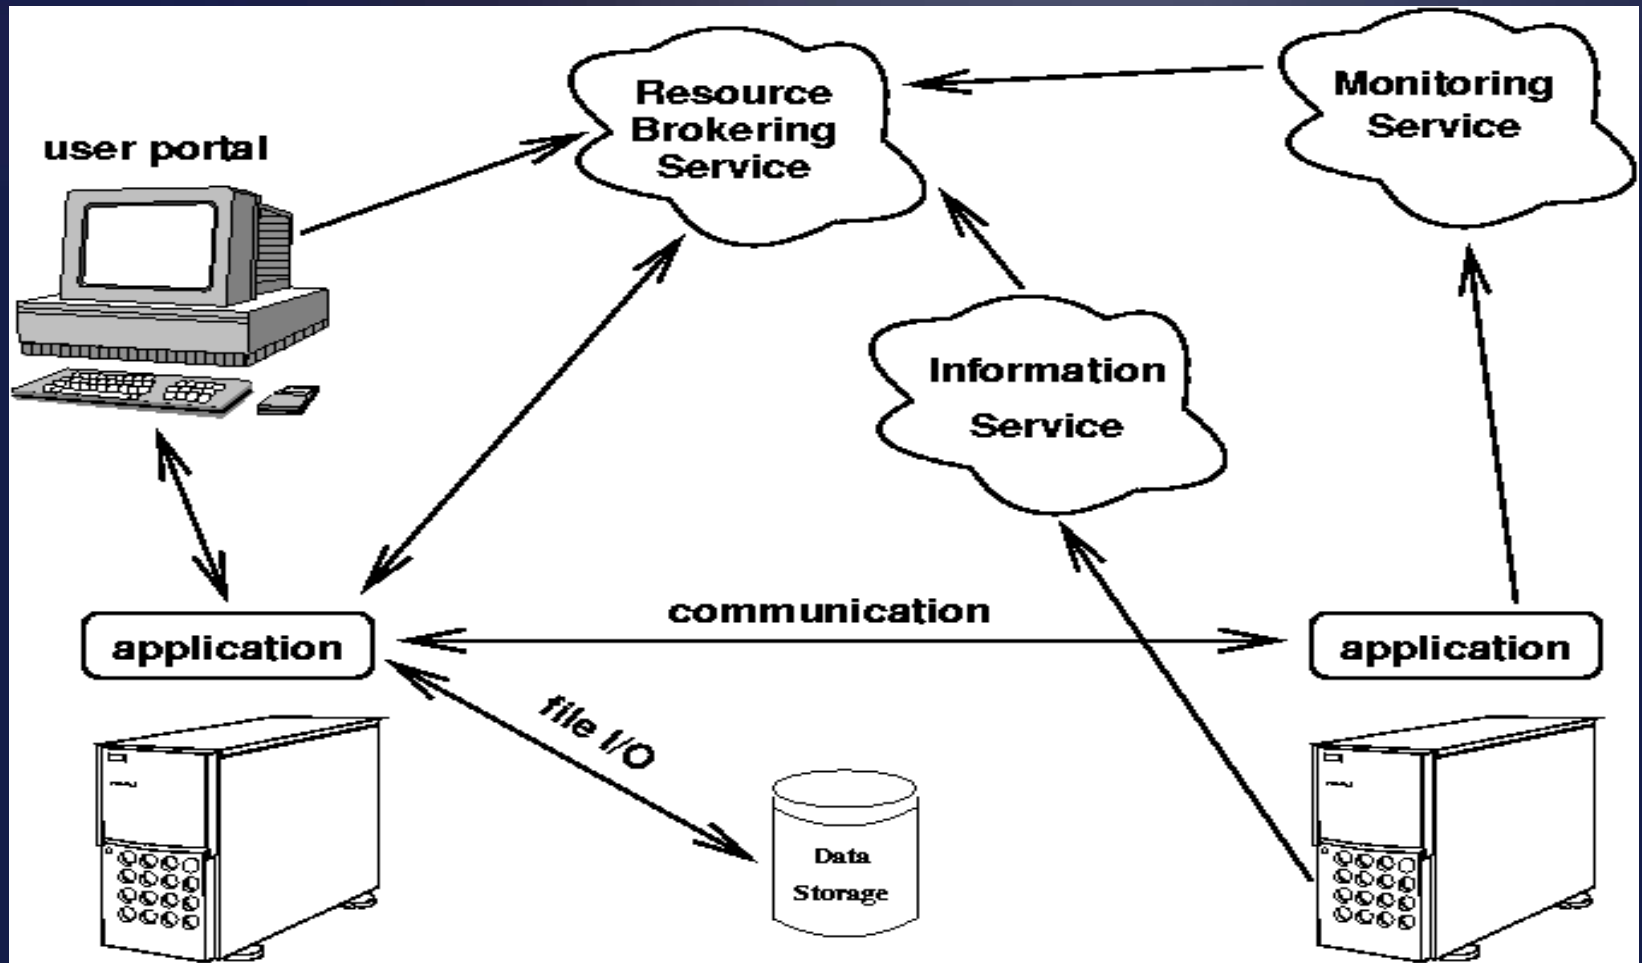 Resource
Brokering
Service
Monitoring
Service
user portal
Information
Service
communication
application
application
file I/O
Data
Storage